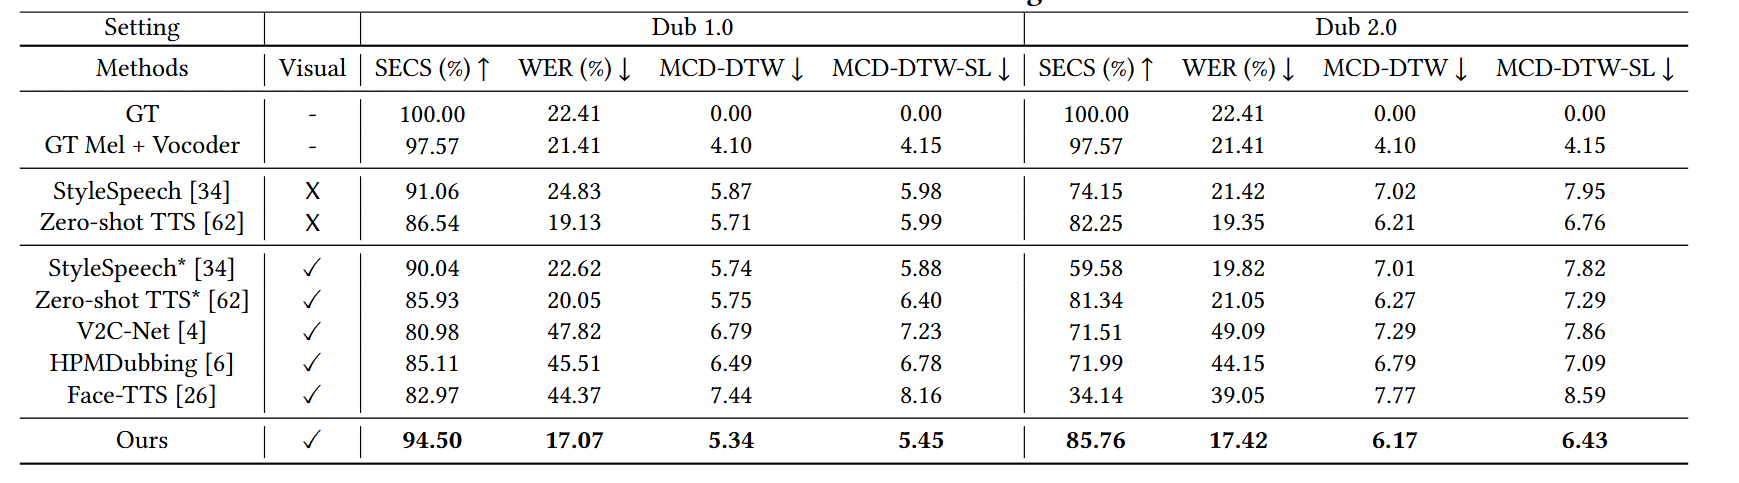 g
Setting Dub 1.0 Dub 2.0
Methods Visual SECS (%) ↑ WER (%) ↓ MCD-DTW ↓ MCD-DTW-SL ↓ SECS (%) ↑ WER (%) ↓ MCD-DTW ↓ MCD-DTW-SL ↓
GT - 100.00 22.41 0.00 0.00 100.00 22.41 0.00 0.00
GT Mel + Vocoder - 97.57 21.41 4.10 4.15 97.57 21.41 4.10 4.15
StyleSpeech [34] X 91.06 24.83 5.87 5.98 74.15 21.42 7.02 7.95
Zero-shot TTS [62] X 86.54 19.13 5.71 5.99 82.25 19.35 6.21 6.76
StyleSpeech* [34] ✓ 90.04 22.62 5.74 5.88 59.58 19.82 7.01 7.82
Zero-shot TTS* [62] ✓ 85.93 20.05 5.75 6.40 81.34 21.05 6.27 7.29
V2C-Net [4] ✓ 80.98 47.82 6.79 7.23 71.51 49.09 7.29 7.86
HPMDubbing [6] ✓ 85.11 45.51 6.49 6.78 71.99 44.15 6.79 7.09
Face-TTS [26] ✓ 82.97 44.37 7.44 8.16 34.14 39.05 7.77 8.59
Ours ✓ 94.50 17.07 5.34 5.45 85.76 17.42 6.17 6.43